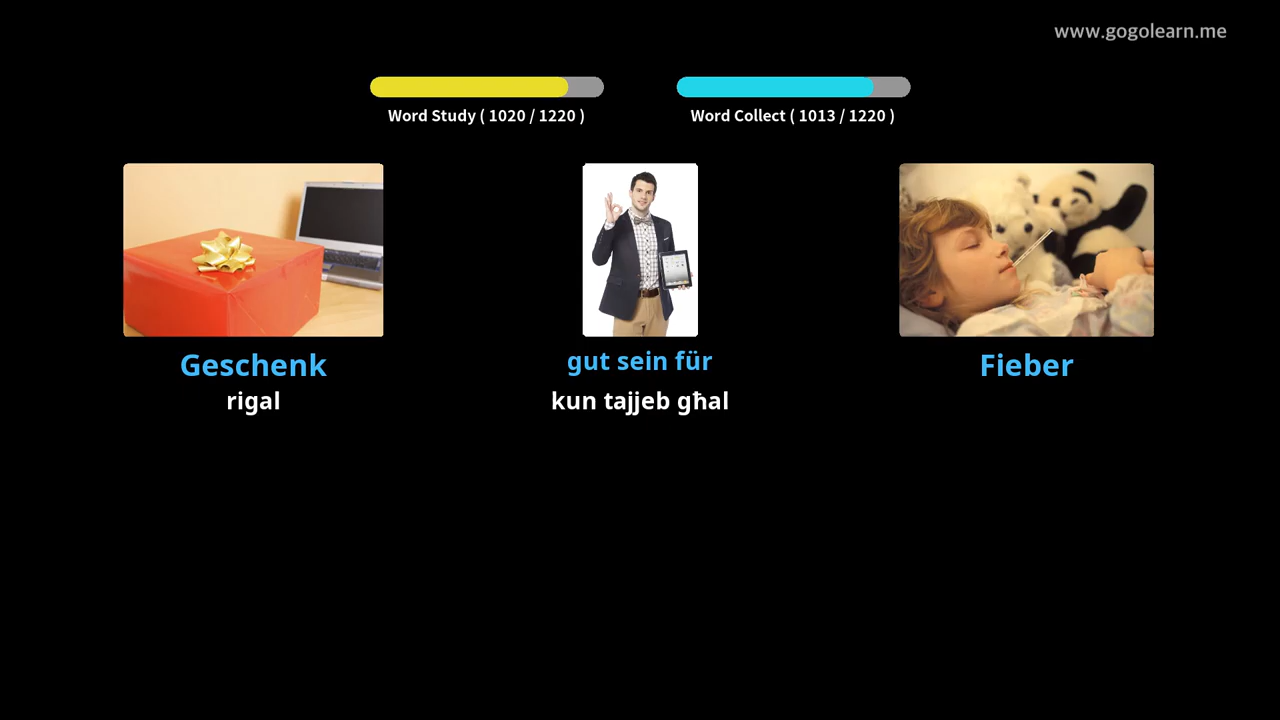 www.gogolearn.me
Word Study ( 1020 / 1220 )
Word Collect ( 1013 / 1220 )
Geschenk
rigal
gut sein für
kun tajjeb għal
Fieber